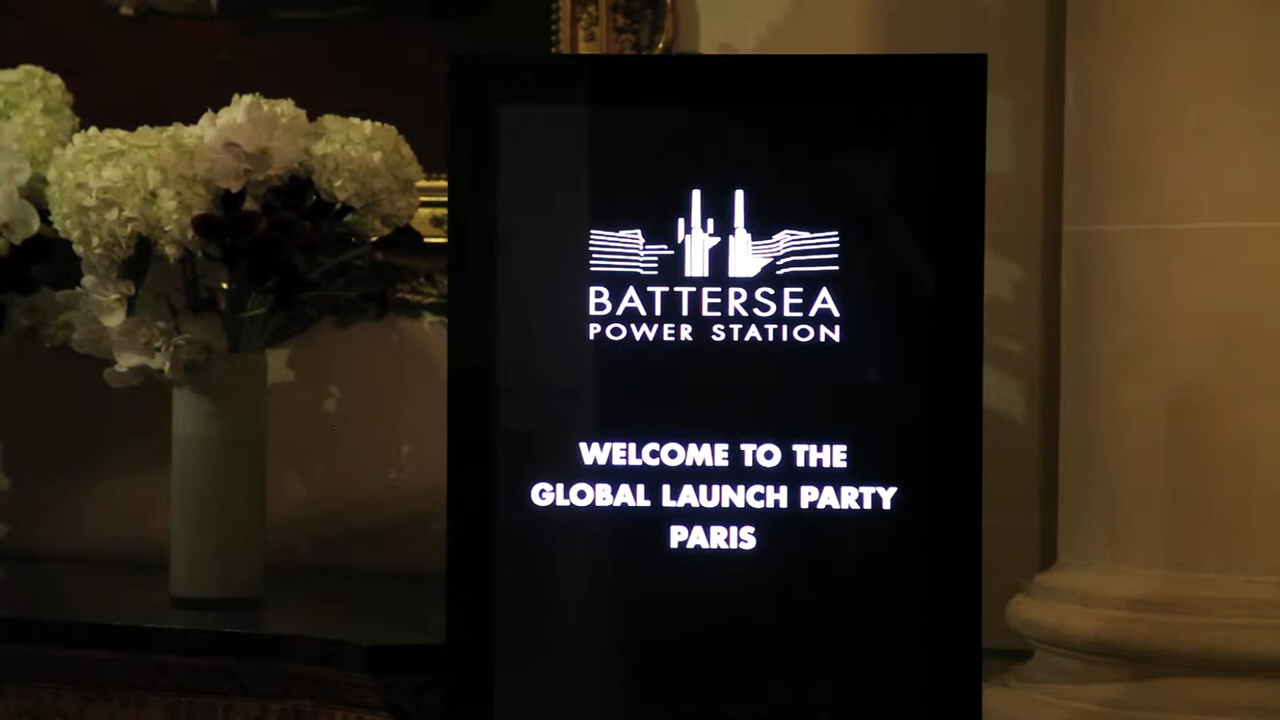 BATTERSEA
POWER STATION
WELCOME TO THE
GLOBAL LAUNCH PARTY
PARIS